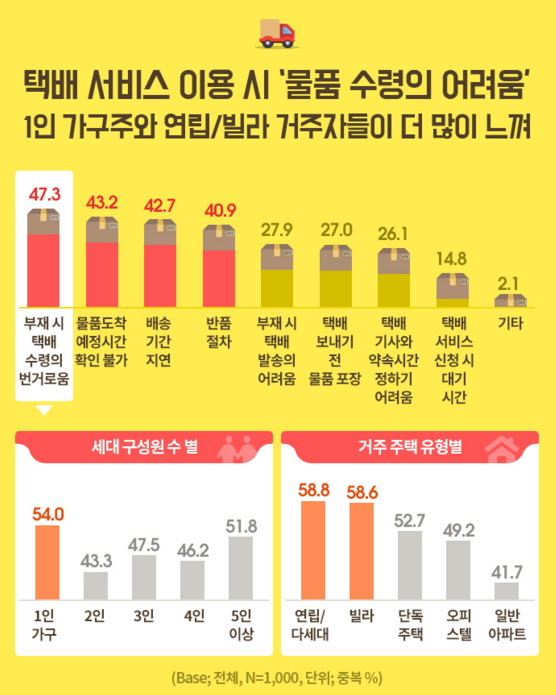 택배 서비스 이용 시 '물품 수령의 어려움'
1인 가구주와 연립/빌라 거주자들이 더 많이 느껴
47.3
43.2
42.7
40.9
27.9
27.0
26.1
14.8
2.1
부재 시
택배
수령의
번거로움
물품도착
예정시간
확인 불가
배송
기간
지연
반품
절차
부재 시
택배
발송의
어려움
택배
보내기
전
물품 포장
택배
기사와
약속시간
정하기
어려움
택배
서비스
신청 시
대기
시간
기타
세대 구성원 수 별
54.0
43.3
47.5
46.2
51.8
1인
가구
2인
3인
4인
5인
이상
거주 주택 유형별
58.8
58.6
52.7
49.2
41.7
연립/
다세대
빌라
단독
주택
오피
스텔
일반
아파트
(Base; 전체, N=1,000, 단위; 중복 %)